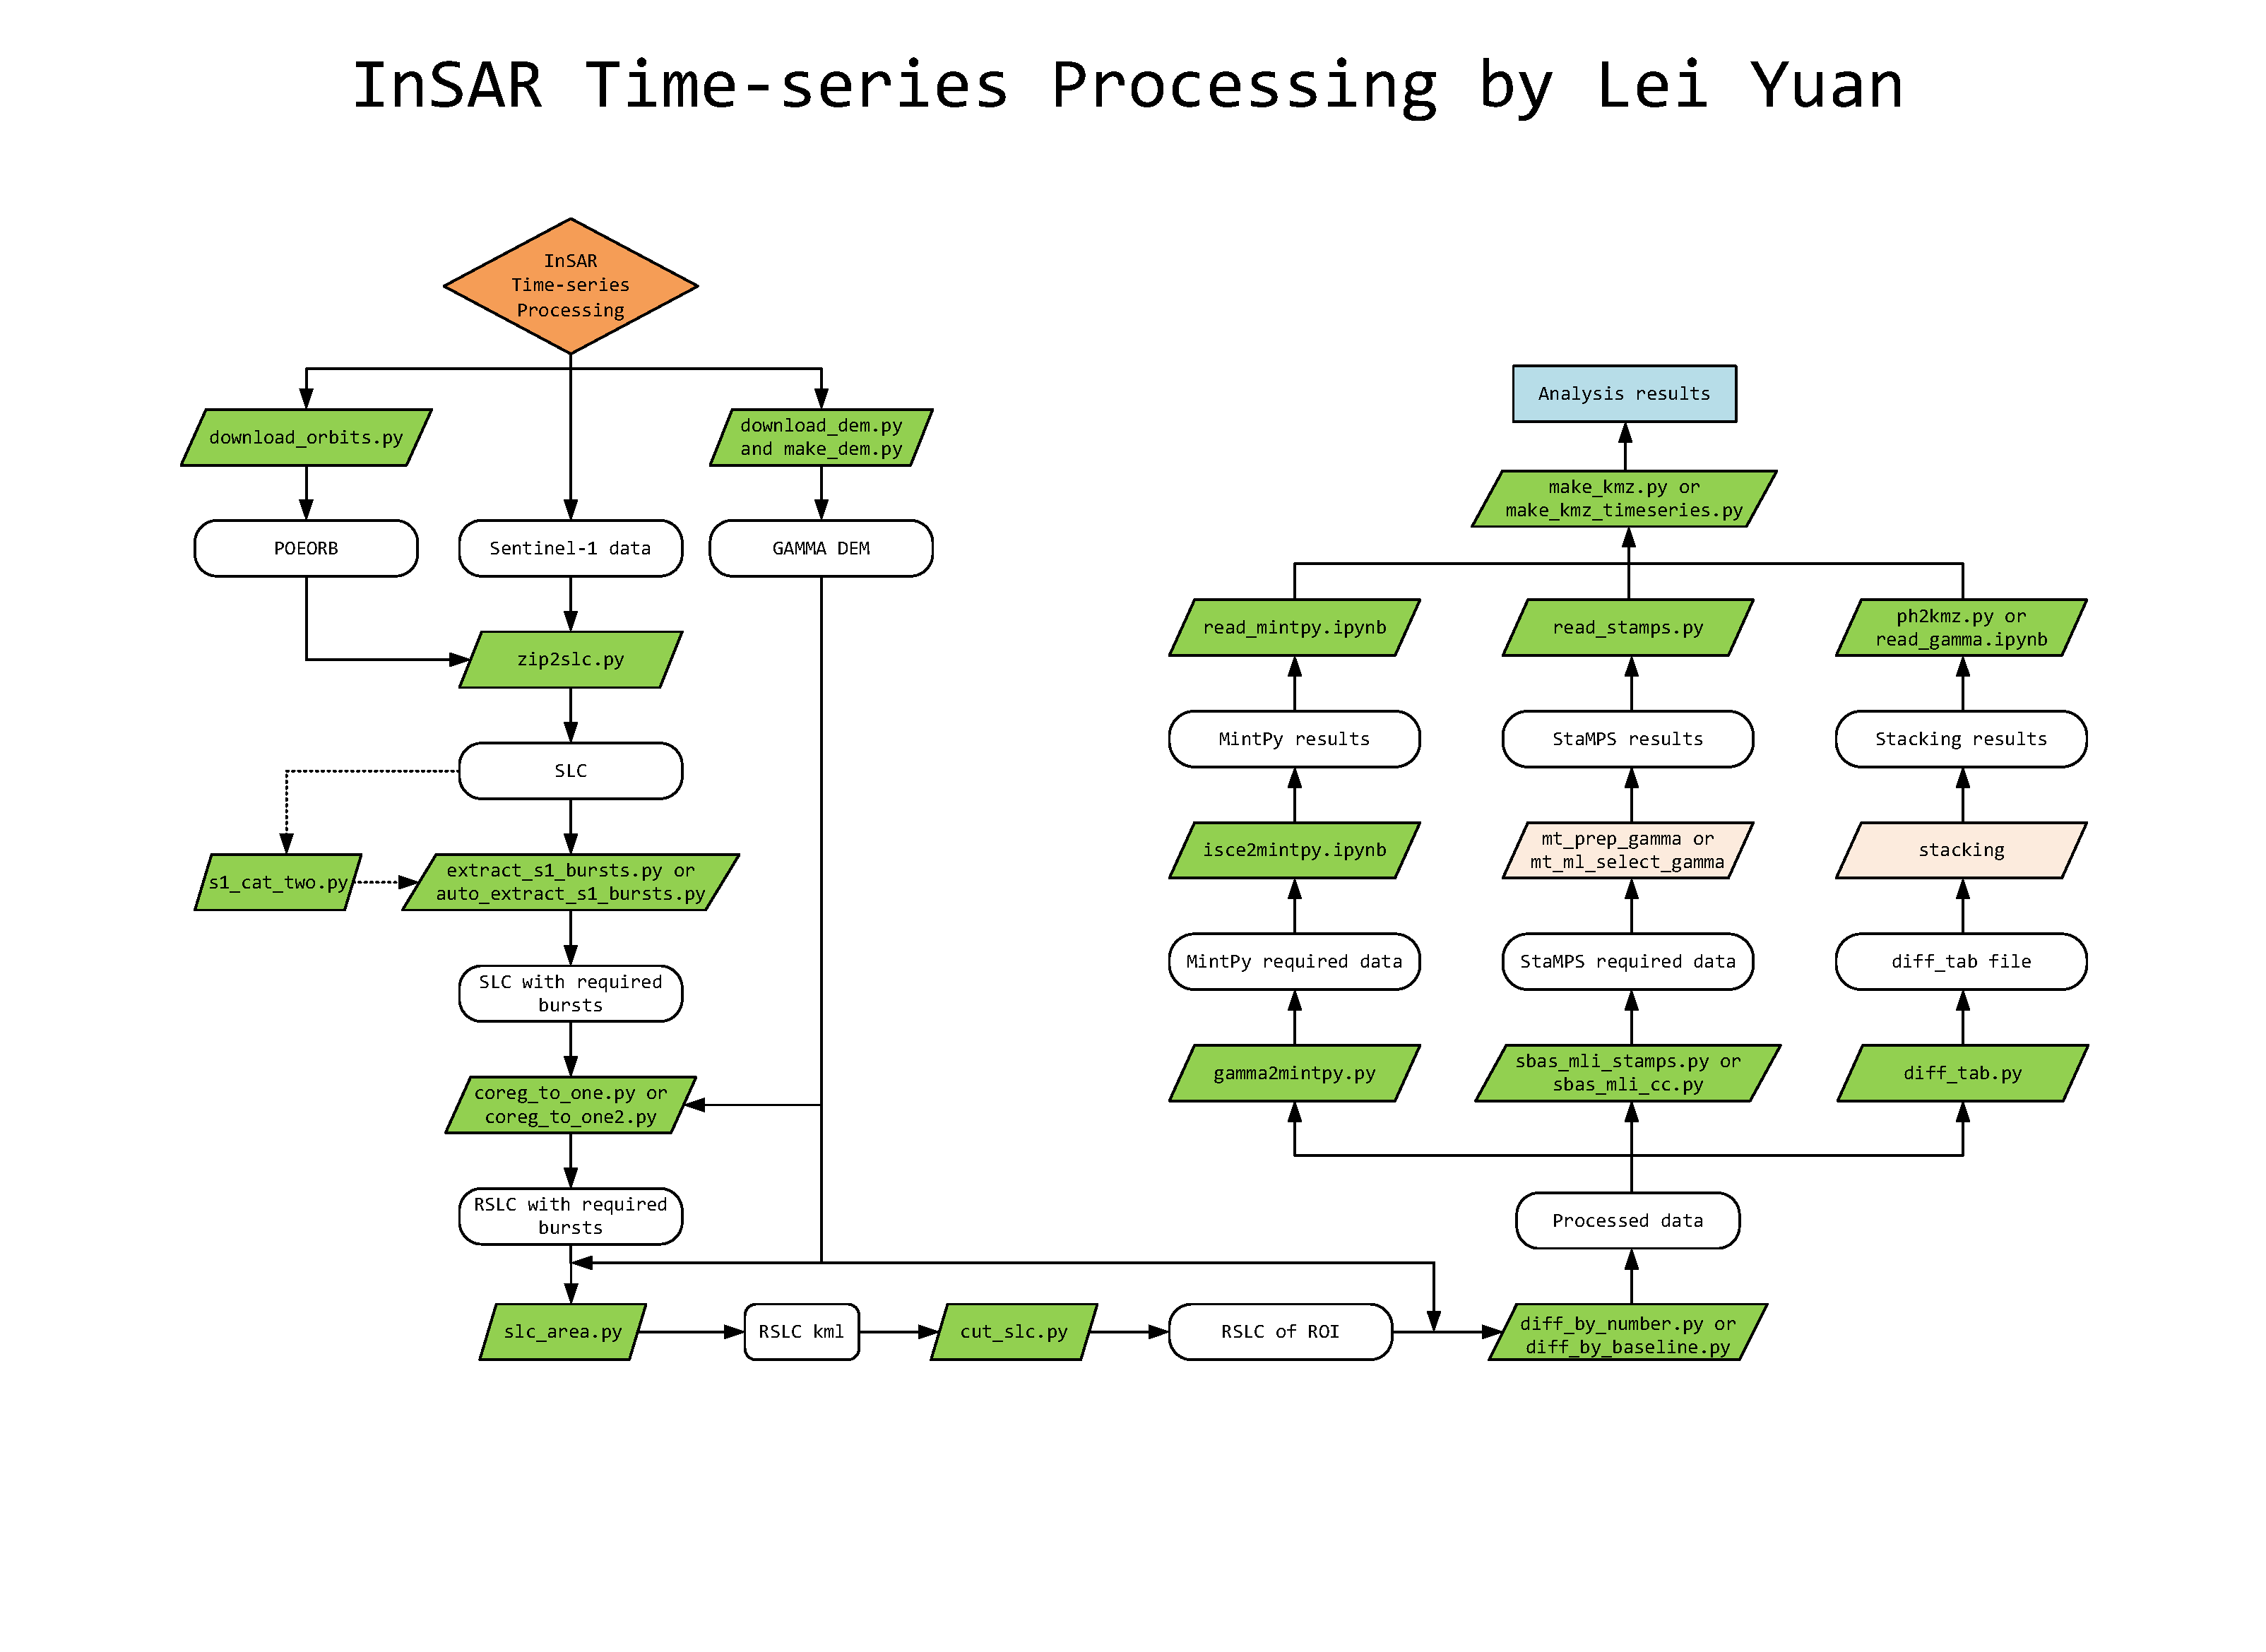 InSAR Time-series Processing by Lei Yuan
InSAR
Time-series
Processing
download_orbits.py
download_dem.py
and make_dem.py
POEORB
Sentinel-1 data
GAMMA DEM
zip2slc.py
SLC
s1_cat_two.py
extract_s1_bursts.py or
auto_extract_s1_bursts.py
SLC with required
bursts
coreg_to_one.py or
coreg_to_one2.py
RSLC with required
bursts
slc_area.py
RSLC kml
cut_slc.py
RSLC of ROI
diff_by_number.py or
diff_by_baseline.py
Processed data
gamma2mintpy.py
sbas_mli_stamps.py or
sbas_mli_cc.py
diff_tab.py
MintPy required data
StaMPS required data
diff_tab file
isce2mintpy.ipynb
mt_prep_gamma or
mt_ml_select_gamma
stacking
MintPy results
StaMPS results
Stacking results
read_mintpy.ipynb
read_stamps.py
ph2kmz.py or
read_gamma.ipynb
make_kmz.py or
make_kmz_timeseries.py
Analysis results